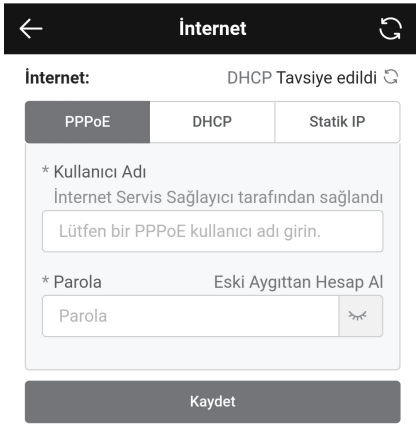 İnternet
İnternet: DHCP Tavsiye edildi
PPPoE DHCP Statik IP
* Kullanıcı Adı
İnternet Servis Sağlayıcı tarafından sağlandı
Lütfen bir PPPoE kullanıcı adı girin.
* Parola Eski Aygıttan Hesap Al
Parola
Kaydet